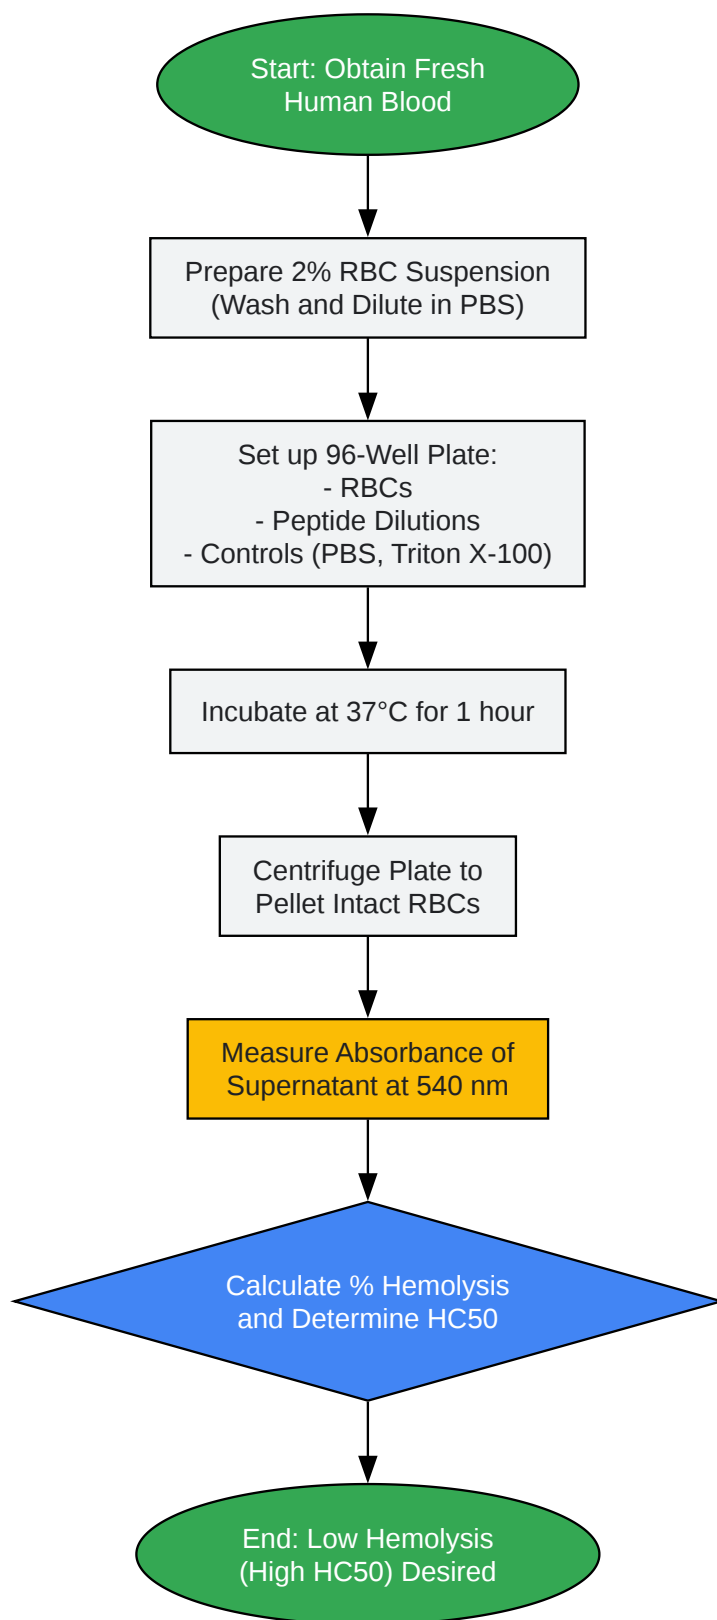 Start: Obtain Fresh
Human Blood
Prepare 2% RBC Suspension
(Wash and Dilute in PBS)
Set up 96-Well Plate:
- RBCs
- Peptide Dilutions
- Controls (PBS, Triton X-100)
Incubate at 37°C for 1 hour
Centrifuge Plate to
Pellet Intact RBCs
Measure Absorbance of
Supernatant at 540 nm
Calculate % Hemolysis
and Determine HC50
End: Low Hemolysis
(High HC50) Desired